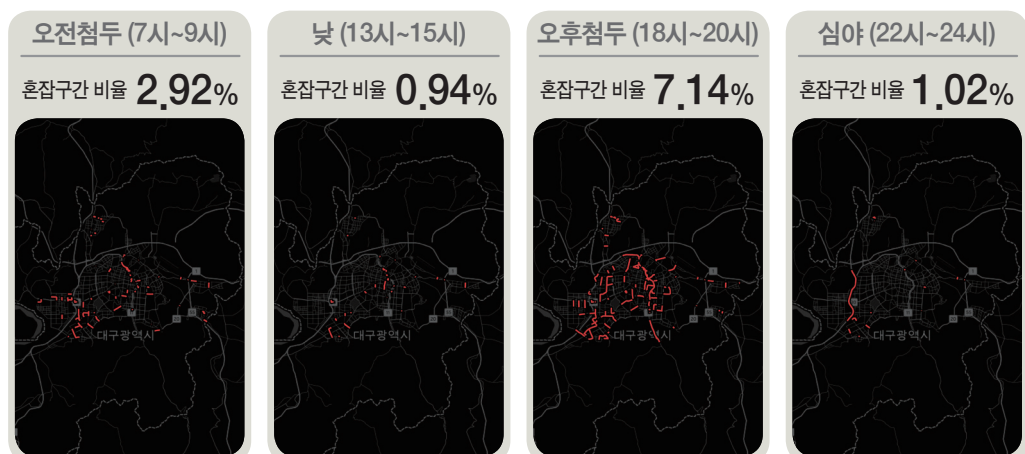 오전첨두 (7시~9시)
혼잡구간 비율 2.92%
대구광역시
낮 (13시~15시)
혼잡구간 비율 0.94%
대구광역시
오후첨두 (18시~20시)
혼잡구간 비율 7.14%
대구광역시
심야 (22시~24시)
혼잡구간 비율 1.02%
대구광역시